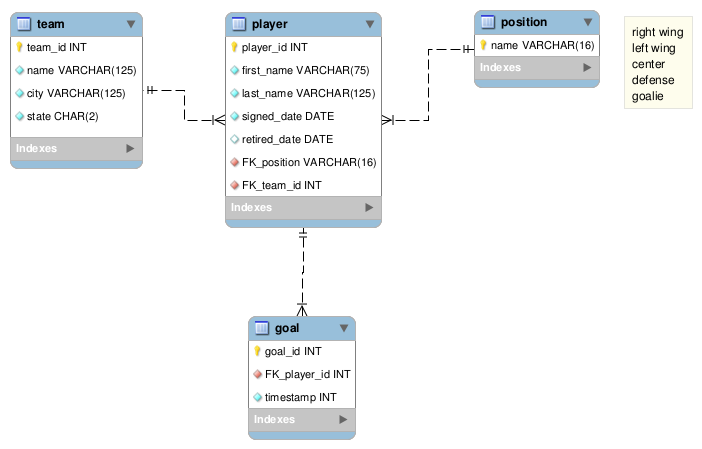 team
team_id INT
name VARCHAR(125)
city VARCHAR(125)
state CHAR(2)
Indexes
player
player_id INT
first_name VARCHAR(75)
last_name VARCHAR(125)
signed_date DATE
retired_date DATE
FK_position VARCHAR(16)
FK_team_id INT
Indexes
position
name VARCHAR(16)
Indexes
right wing
left wing
center
defense
goalie
goal
goal_id INT
FK_player_id INT
timestamp INT
Indexes